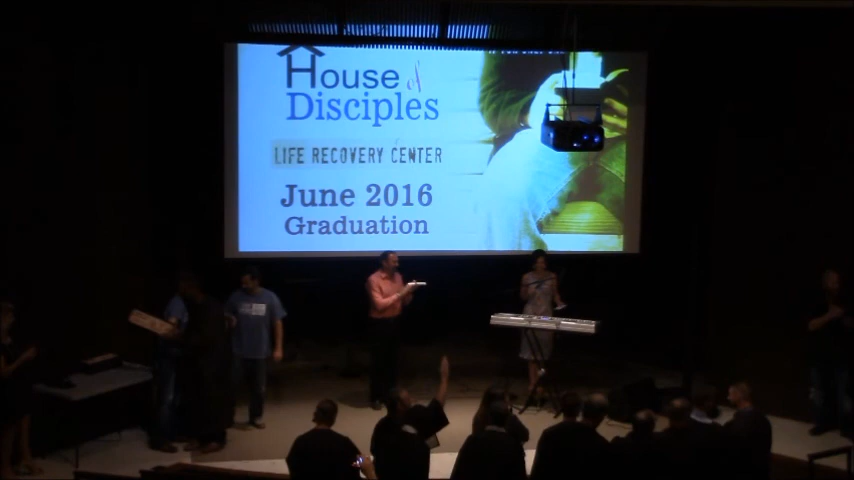 House of
Disciples
LIFE RECOVERY CENTER
June 2016
Graduation